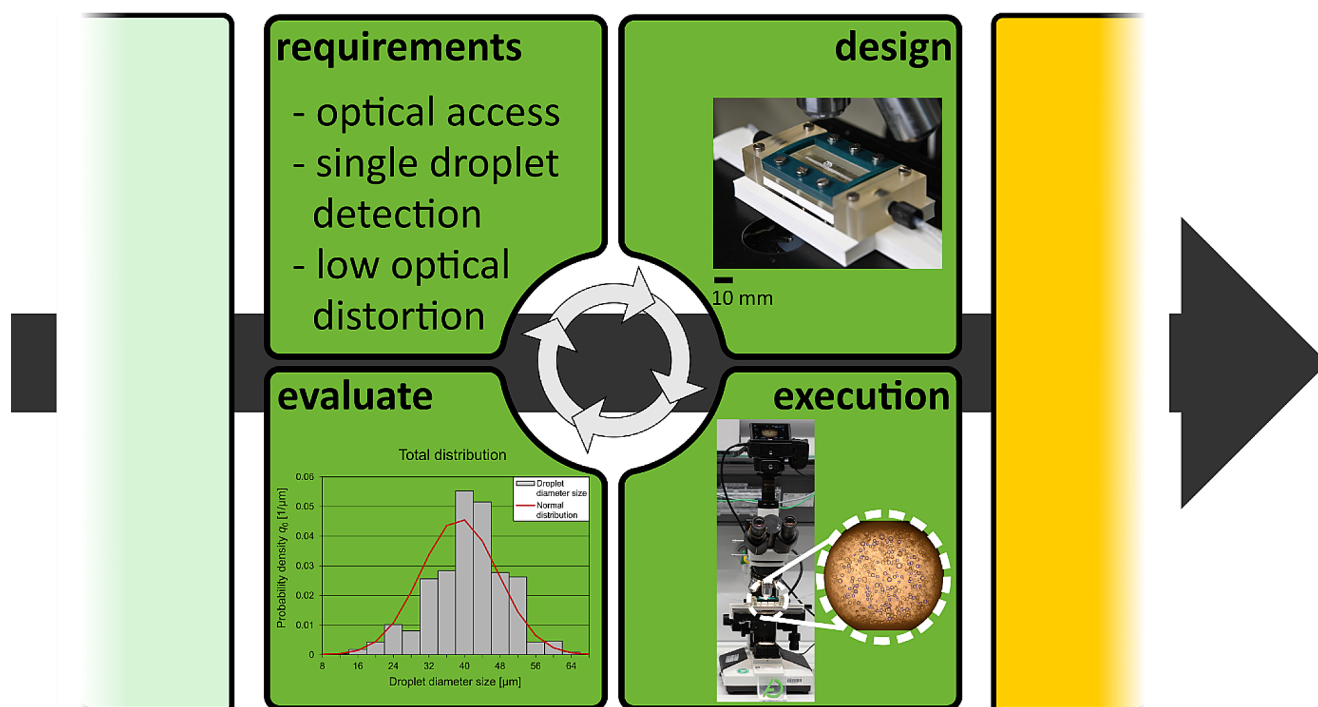 requirements
- optical access
- single droplet
detection
- low optical
distortion
design
10 mm
evaluate
Total distribution
Droplet
diameter size
Normal
distribution
Probability density q₀ [1/µm]
0.06
0.05
0.04
0.03
0.02
0.01
0
8 16 24 32 40 48 56 64
Droplet diameter size [µm]
execution